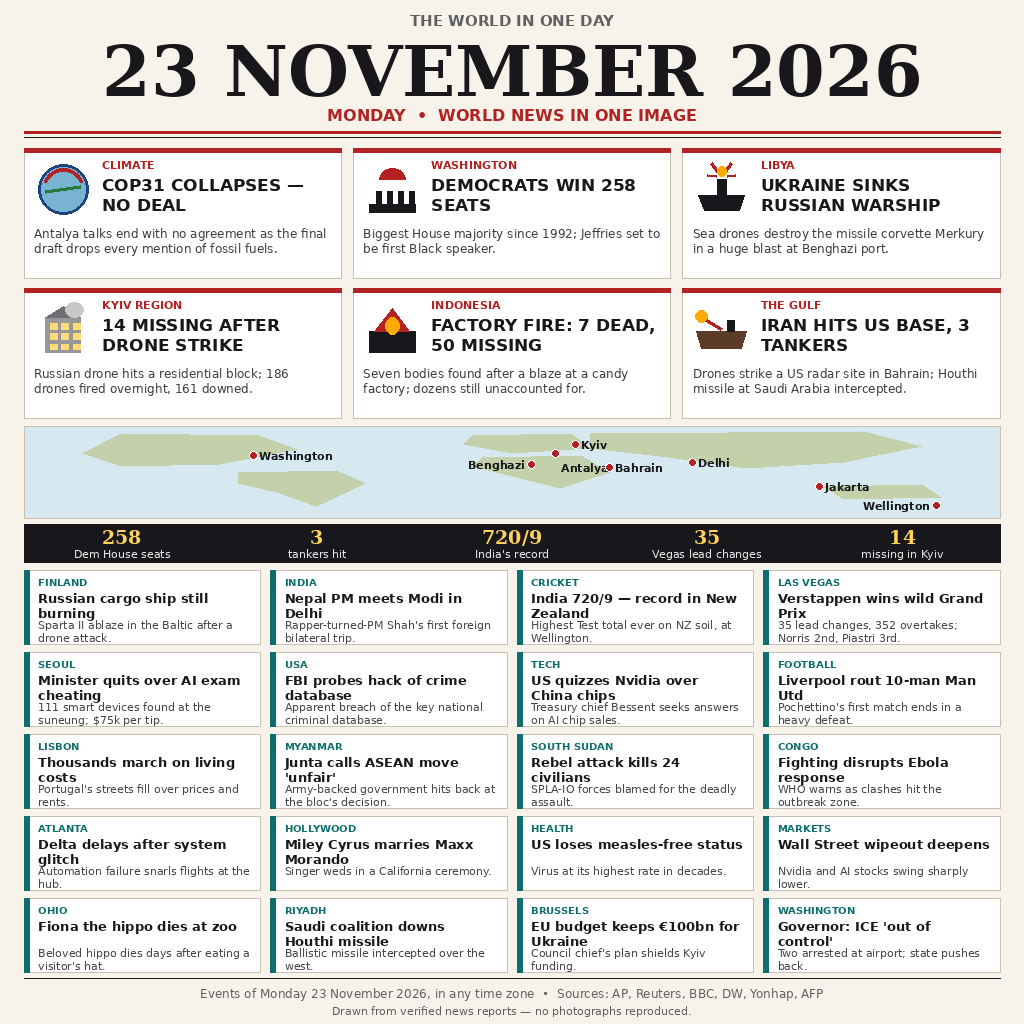 THE WORLD IN ONE DAY
23 NOVEMBER 2026
MONDAY • WORLD NEWS IN ONE IMAGE
CLIMATE
COP31 COLLAPSES —
NO DEAL
Antalya talks end with no agreement as the final
draft drops every mention of fossil fuels.
WASHINGTON
DEMOCRATS WIN 258
SEATS
Biggest House majority since 1992; Jeffries set to
be first Black speaker.
LIBYA
UKRAINE SINKS
RUSSIAN WARSHIP
Sea drones destroy the missile corvette Merkury
in a huge blast at Benghazi port.
KYIV REGION
14 MISSING AFTER
DRONE STRIKE
Russian drone hits a residential block; 186
drones fired overnight, 161 downed.
INDONESIA
FACTORY FIRE: 7 DEAD,
50 MISSING
Seven bodies found after a blaze at a candy
factory; dozens still unaccounted for.
THE GULF
IRAN HITS US BASE, 3
TANKERS
Drones strike a US radar site in Bahrain; Houthi
missile at Saudi Arabia intercepted.
Kyiv
Washington
Benghazi
Antalya
Bahrain
Delhi
Jakarta
Wellington
258
Dem House seats
3
tankers hit
720/9
India's record
35
Vegas lead changes
14
missing in Kyiv
FINLAND
Russian cargo ship still
burning
Sparta II ablaze in the Baltic after a
drone attack.
INDIA
Nepal PM meets Modi in
Delhi
Rapper-turned-PM Shah's first foreign
bilateral trip.
CRICKET
India 720/9 — record in New
Zealand
Highest Test total ever on NZ soil, at
Wellington.
LAS VEGAS
Verstappen wins wild Grand
Prix
35 lead changes, 352 overtakes;
Norris 2nd, Piastri 3rd.
SEOUL
Minister quits over AI exam
cheating
111 smart devices found at the
suneung; $75k per tip.
USA
FBI probes hack of crime
database
Apparent breach of the key national
criminal database.
TECH
US quizzes Nvidia over
China chips
Treasury chief Bessent seeks answers
on AI chip sales.
FOOTBALL
Liverpool rout 10-man Man
Utd
Pochettino's first match ends in a
heavy defeat.
LISBON
Thousands march on living
costs
Portugal's streets fill over prices and
rents.
MYANMAR
Junta calls ASEAN move
'unfair'
Army-backed government hits back at
the bloc's decision.
SOUTH SUDAN
Rebel attack kills 24
civilians
SPLA-IO forces blamed for the deadly
assault.
CONGO
Fighting disrupts Ebola
response
WHO warns as clashes hit the
outbreak zone.
ATLANTA
Delta delays after system
glitch
Automation failure snarls flights at the
hub.
HOLLYWOOD
Miley Cyrus marries Maxx
Morando
Singer weds in a California ceremony.
HEALTH
US loses measles-free status
Virus at its highest rate in decades.
MARKETS
Wall Street wipeout deepens
Nvidia and AI stocks swing sharply
lower.
OHIO
Fiona the hippo dies at zoo
Beloved hippo dies days after eating a
visitor's hat.
RIYADH
Saudi coalition downs
Houthi missile
Ballistic missile intercepted over the
west.
BRUSSELS
EU budget keeps €100bn for
Ukraine
Council chief's plan shields Kyiv
funding.
WASHINGTON
Governor: ICE 'out of
control'
Two arrested at airport; state pushes
back.
Events of Monday 23 November 2026, in any time zone • Sources: AP, Reuters, BBC, DW, Yonhap, AFP
Drawn from verified news reports — no photographs reproduced.